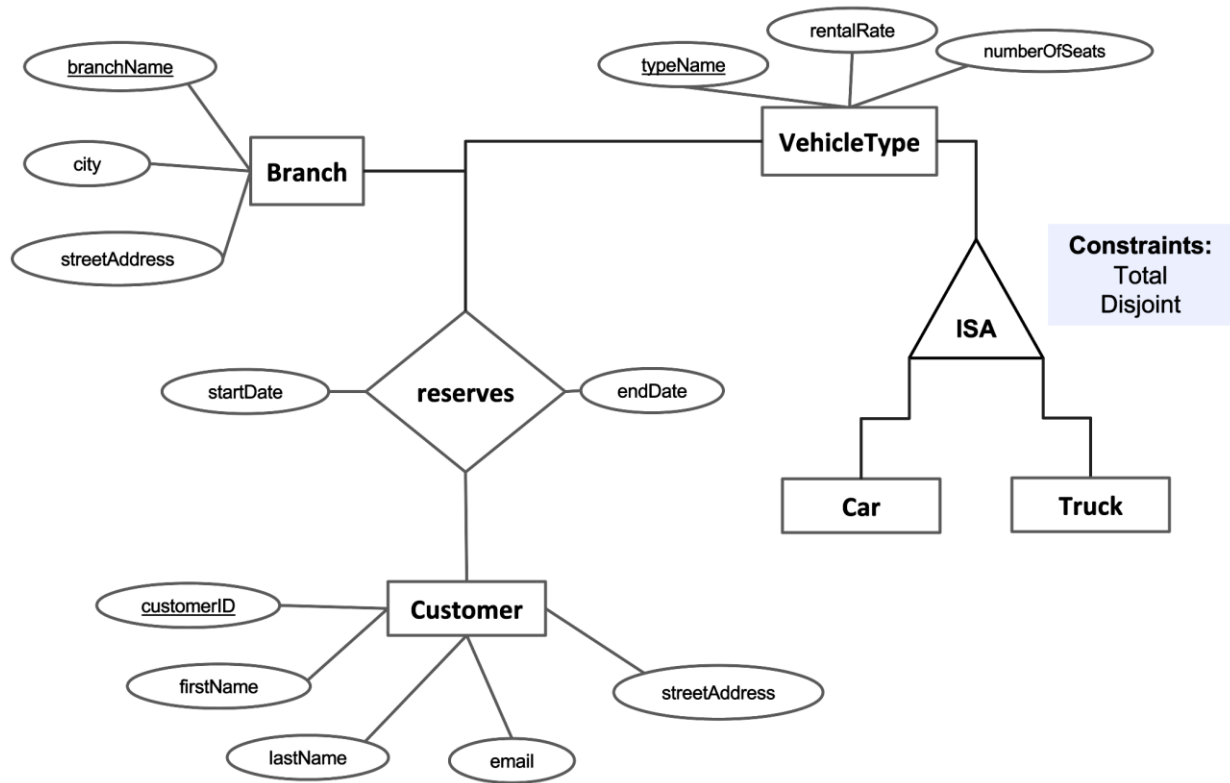 rentalRate
branchName
typeName
numberOfSeats
VehicleType
city
Branch
streetAddress
Constraints:
Total
Disjoint
ISA
startDate
reserves
endDate
Car
Truck
customerID
Customer
firstName
streetAddress
lastName
email